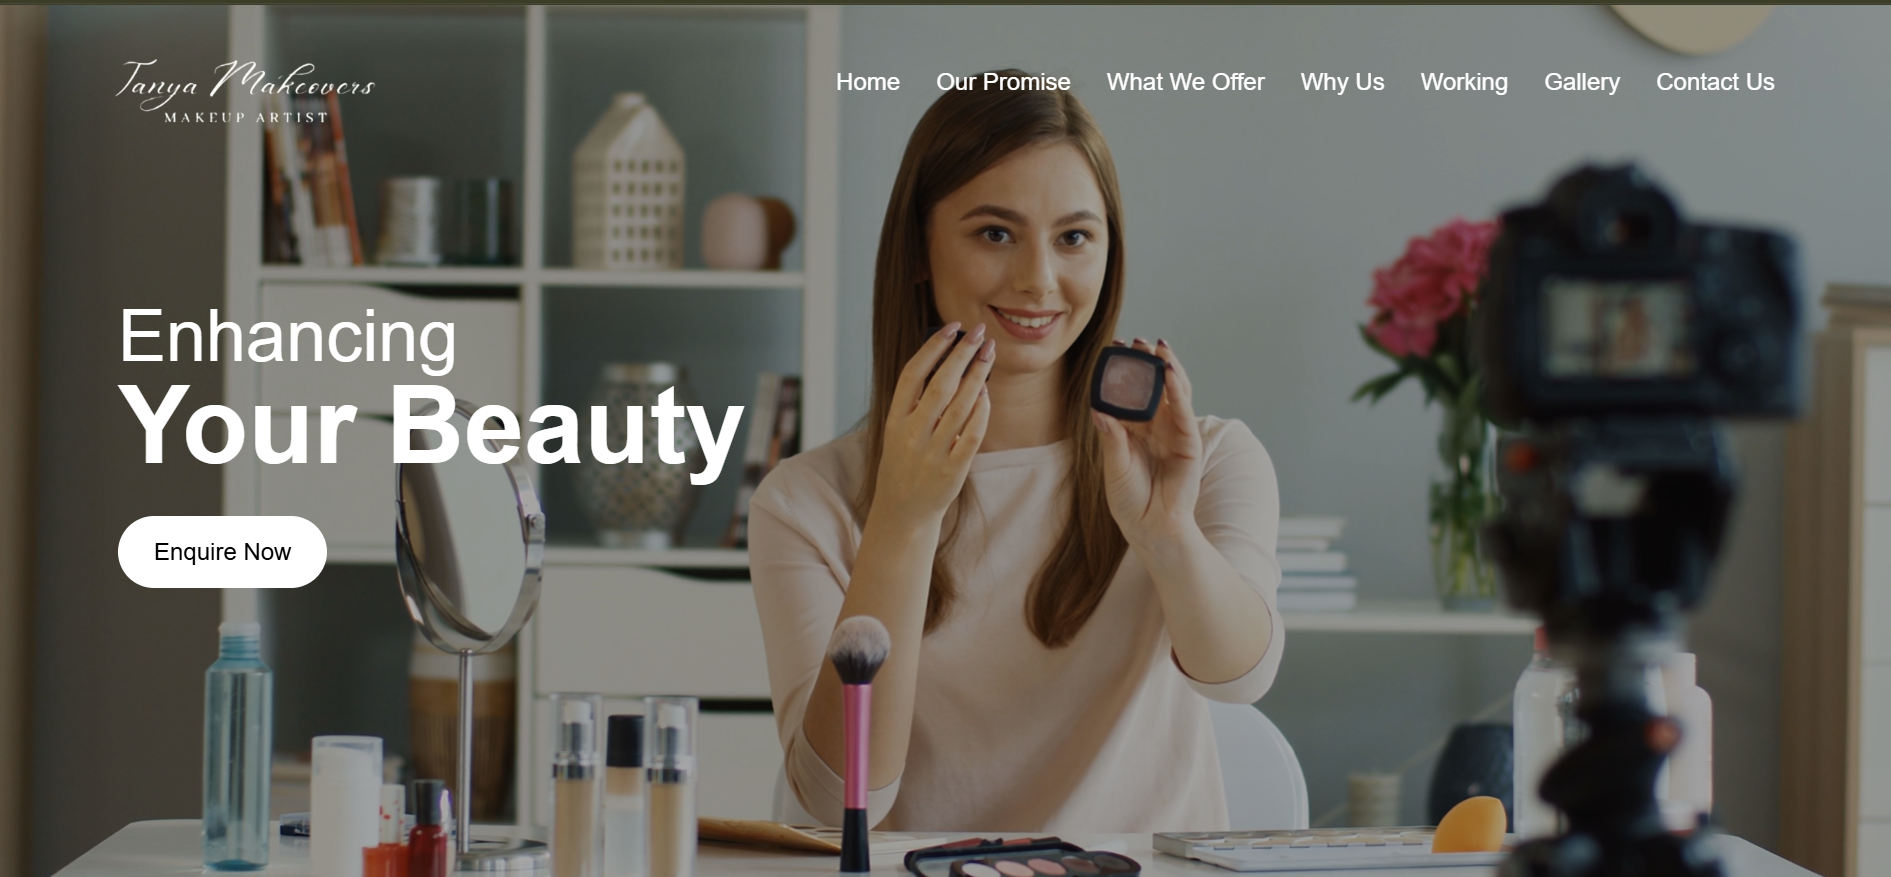 Tanya Makeovers
MAKEUP ARTIST
Home Our Promise What We Offer Why Us Working Gallery Contact Us
Enhancing
Your Beauty
Enquire Now